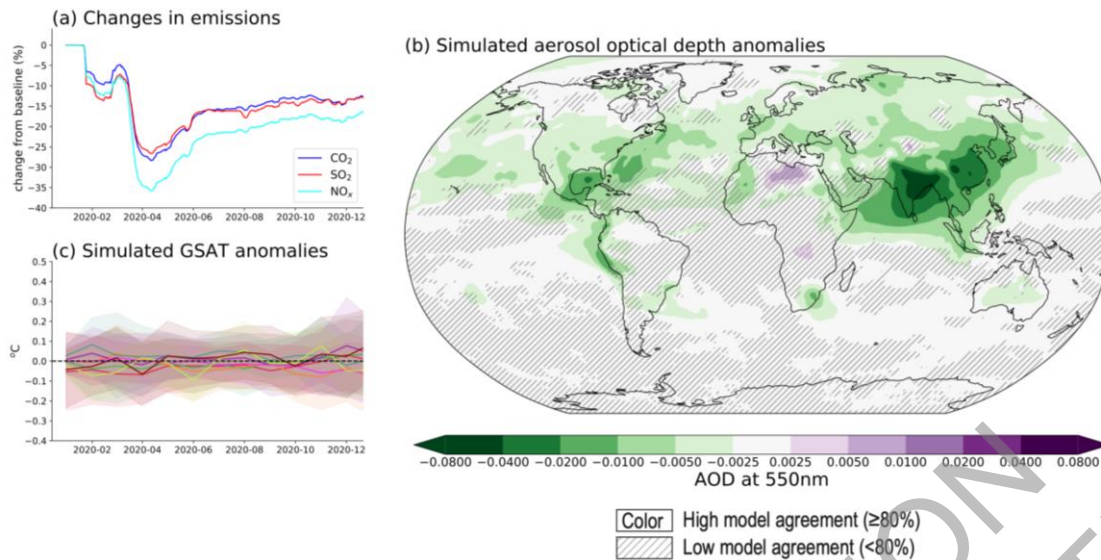 (a) Changes in emissions
change from baseline (%)
0
−5
−10
−15
−20
−25
−30
−35
−40
CO2
SO2
NOx
2020-02 2020-04 2020-06 2020-08 2020-10 2020-12
(b) Simulated aerosol optical depth anomalies
−0.0800 −0.0400 −0.0200 −0.0100 −0.0050 −0.0025 0.0025 0.0050 0.0100 0.0200 0.0400 0.0800
AOD at 550nm
Color High model agreement (≥80%)
Low model agreement (<80%)
(c) Simulated GSAT anomalies
°C
0.5
0.4
0.3
0.2
0.1
0.0
−0.1
−0.2
−0.3
−0.4
2020-02 2020-04 2020-06 2020-08 2020-10 2020-12